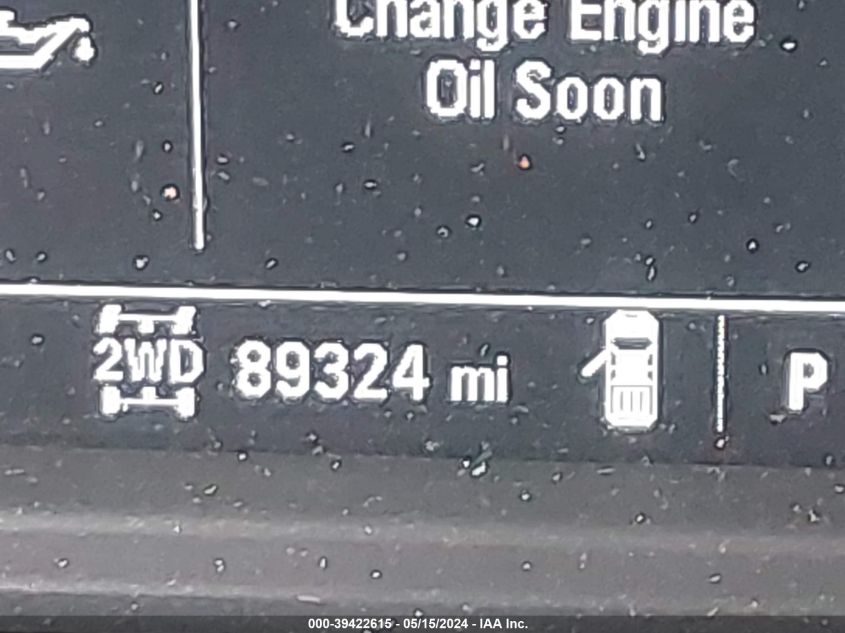 Change Engine
Oil Soon
2WD 89324 mi P
000-39422615 - 05/15/2024 - IAA Inc.